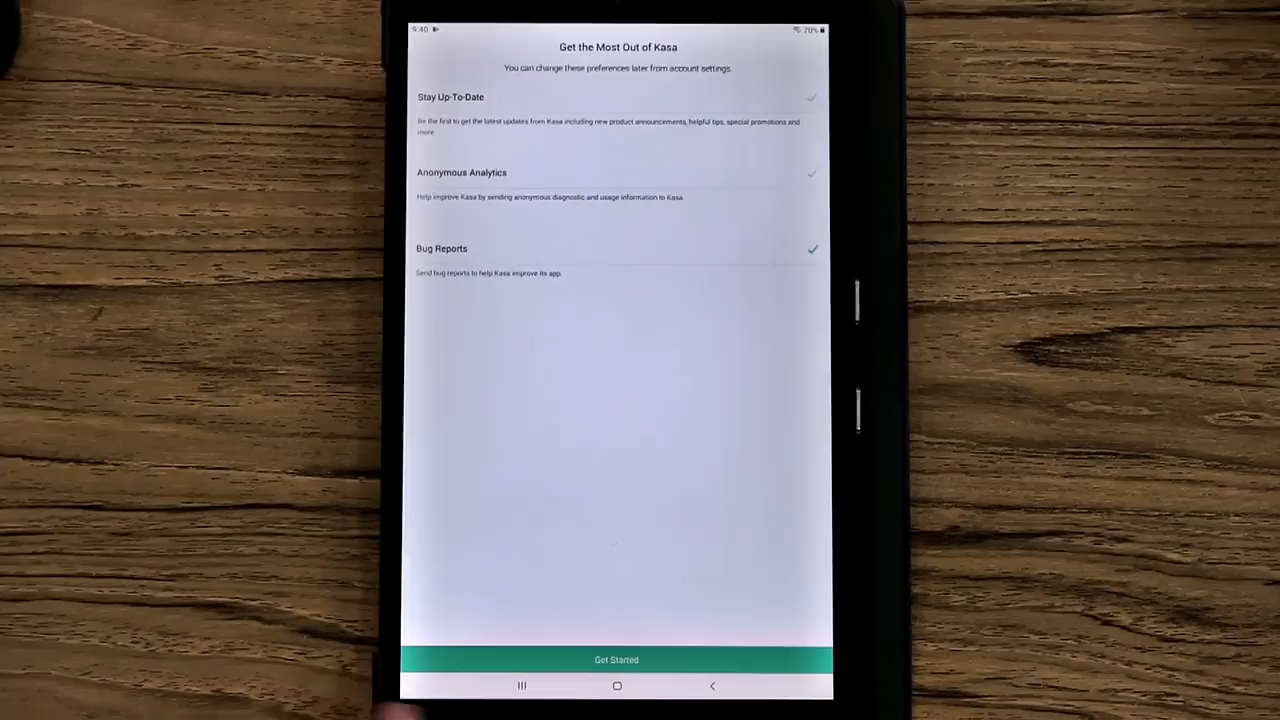 9:40
70%
Get the Most Out of Kasa
You can change these preferences later from account settings.
Stay Up-To-Date
Be the first to get the latest updates from Kasa including new product announcements, helpful tips, special promotions and
more.
Anonymous Analytics
Help improve Kasa by sending anonymous diagnostic and usage information to Kasa.
Bug Reports
Send bug reports to help Kasa improve its app.
Get Started